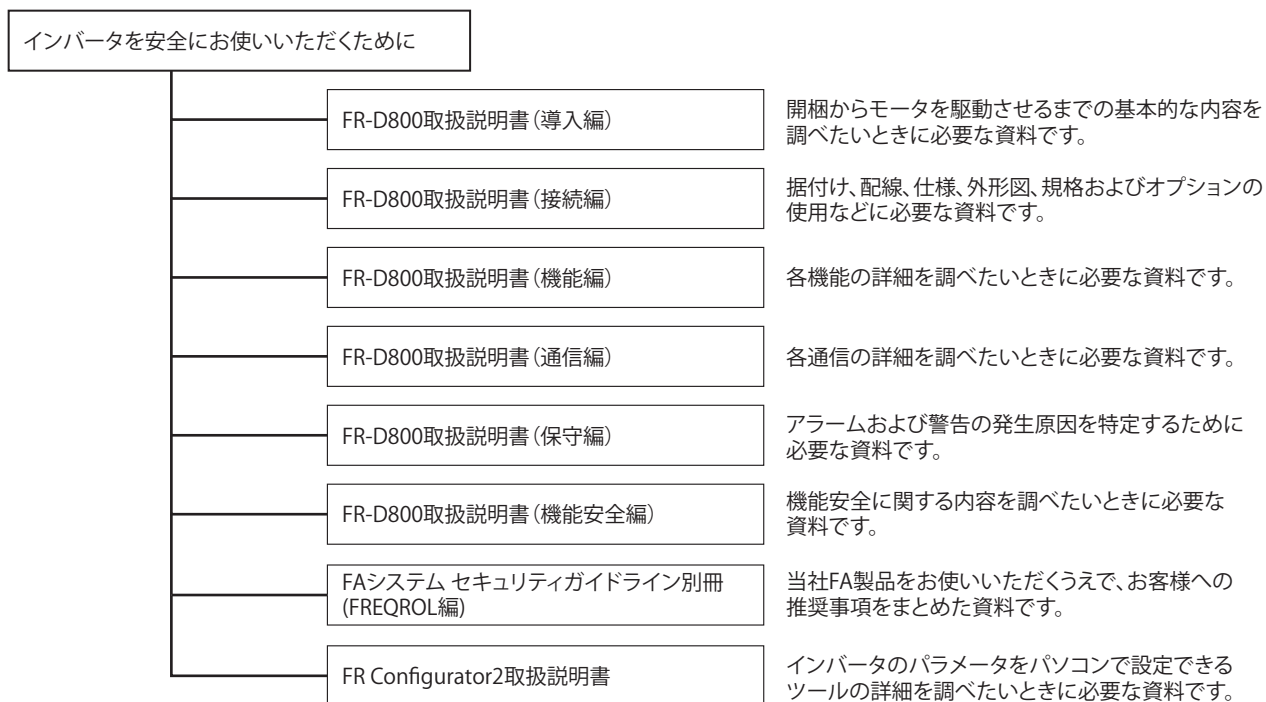 インバータを安全にお使いいただくために
FR-D800取扱説明書（導入編）
開梱からモータを駆動させるまでの基本的な内容を
調べたいときに必要な資料です。
FR-D800取扱説明書（接続編）
据付け、配線、仕様、外形図、規格およびオプションの
使用などに必要な資料です。
FR-D800取扱説明書（機能編）
各機能の詳細を調べたいときに必要な資料です。
FR-D800取扱説明書（通信編）
各通信の詳細を調べたいときに必要な資料です。
FR-D800取扱説明書（保守編）
アラームおよび警告の発生原因を特定するために
必要な資料です。
FR-D800取扱説明書（機能安全編）
機能安全に関する内容を調べたいときに必要な
資料です。
FAシステム セキュリティガイドライン別冊
(FREQROL編)
当社FA製品をお使いいただくうえで、お客様への
推奨事項をまとめた資料です。
FR Configurator2取扱説明書
インバータのパラメータをパソコンで設定できる
ツールの詳細を調べたいときに必要な資料です。